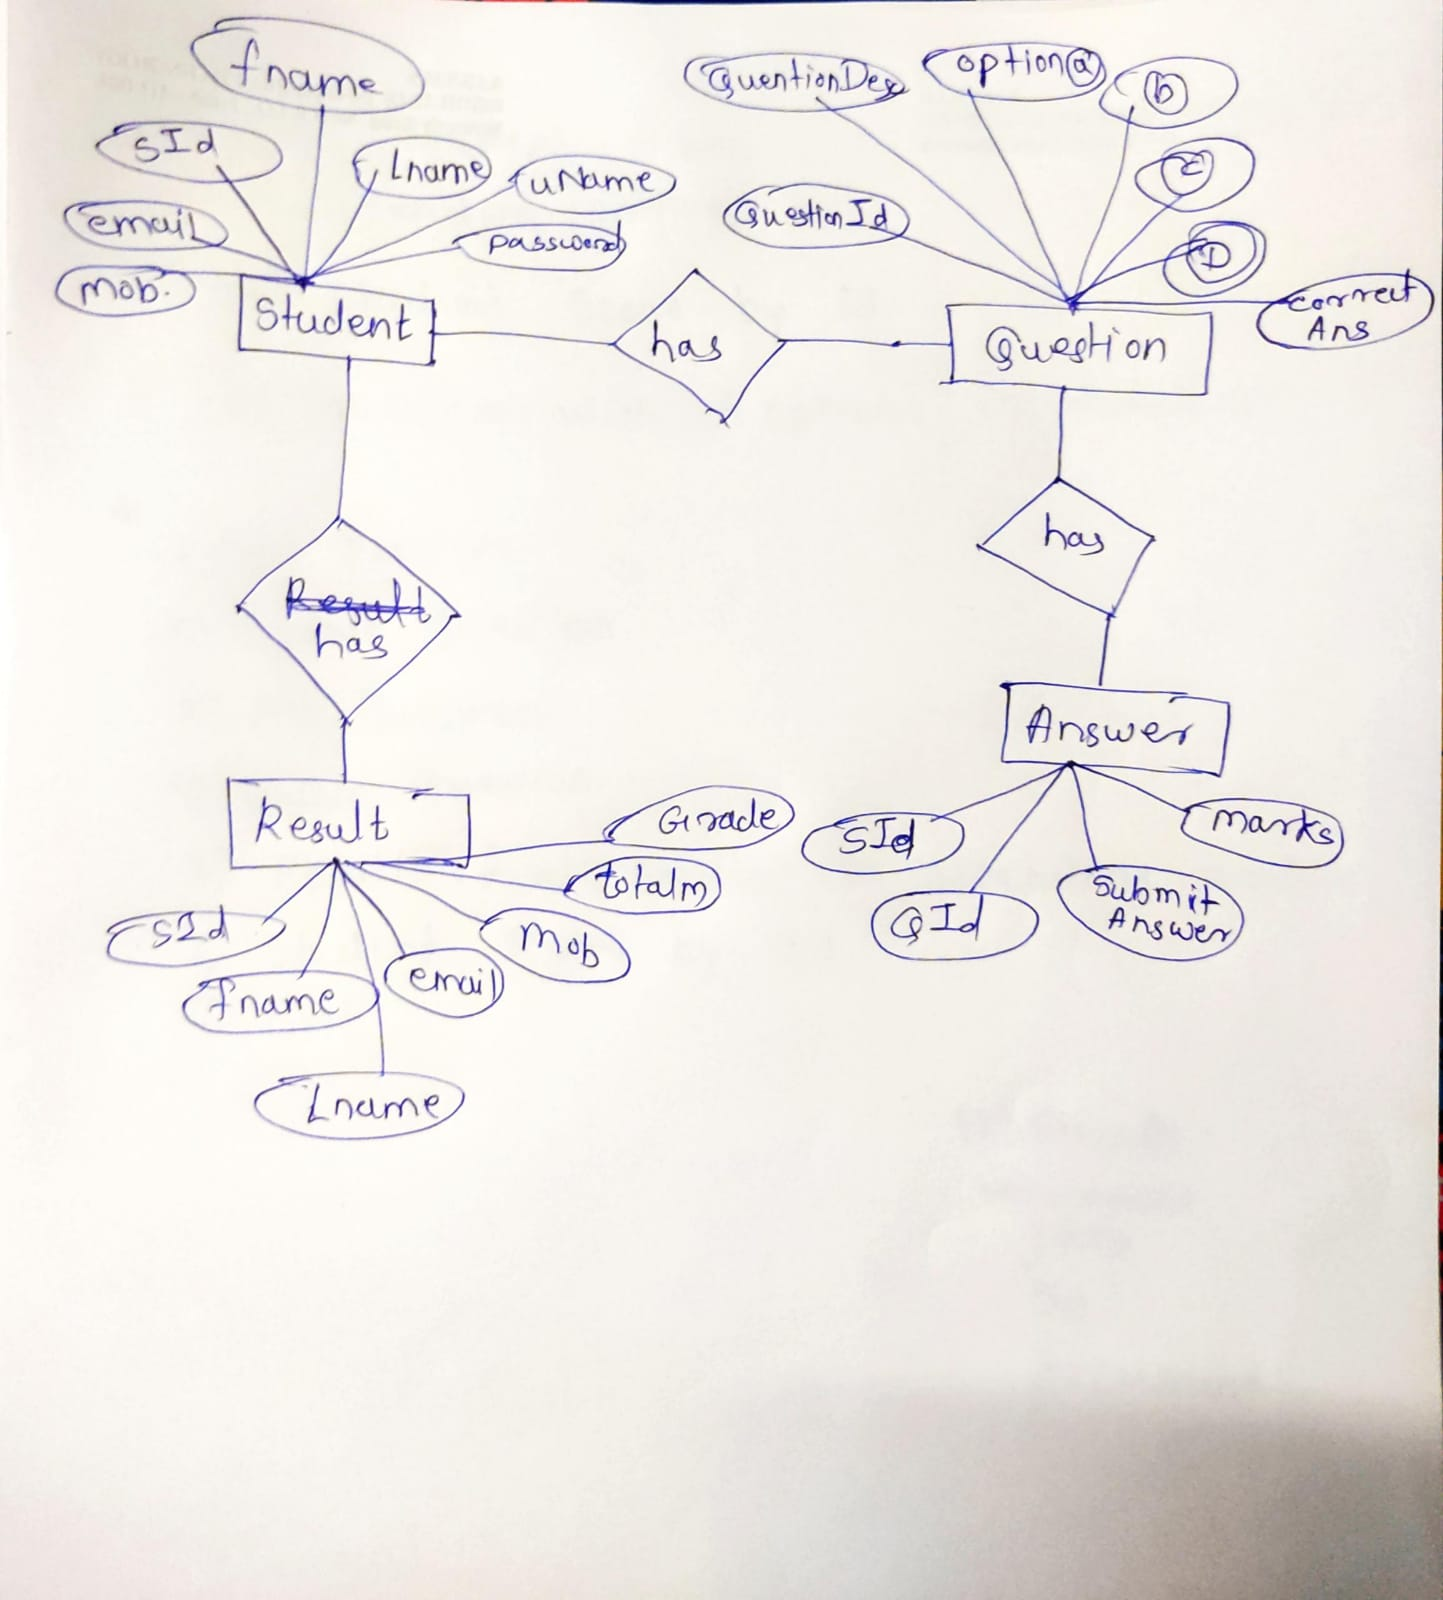 fname
sId
Lname
uName
email
password
mob.
Student
has
QuentionDes
option@
b
C
D
QuestionId
correct
Ans
Question
has
Result
has
Answer
SId
QId
Submit
Answer
marks
Result
Grade
totalm
Mob
email
sId
fname
Lname